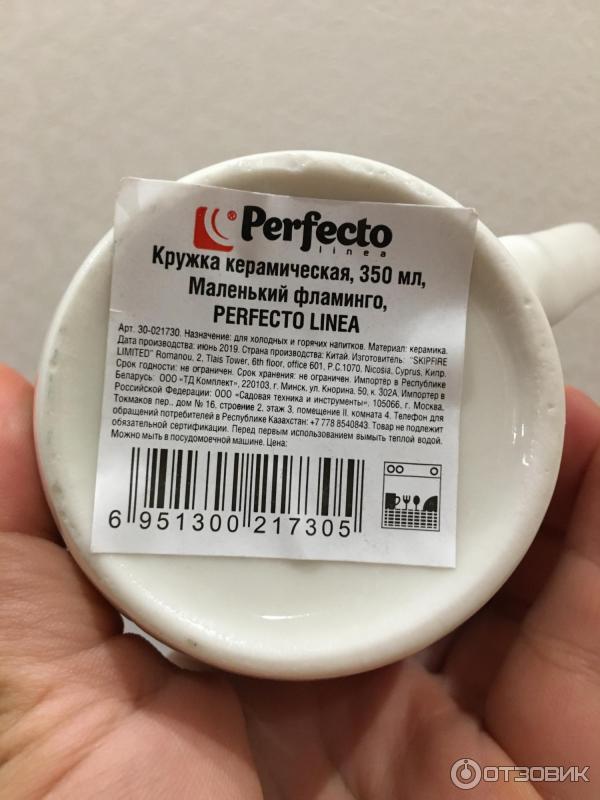 Perfecto
linea
Кружка керамическая, 350 мл,
Маленький фламинго,
PERFECTO LINEA
Арт. 30-021730. Назначение: для холодных и горячих напитков. Материал: керамика.
Дата производства: июнь 2019. Страна производства: Китай. Изготовитель: "SKIPFIRE
LIMITED" Romanou, 2, Tlais Tower, 6th floor, office 601, P.C.1070, Nicosia, Cyprus, Кипр.
Срок годности: не ограничен. Срок хранения: не ограничен. Импортёр в Республике
Беларусь: ООО «ТД Комплект», 220103, г. Минск, ул. Кнорина, 50, к. 302А. Импортер в
Российской Федерации: ООО «Садовая техника и инструменты», 105066, г. Москва,
Токмаков пер., дом № 16, строение 2, этаж 3, помещение II, комната 4. Телефон для
обращений потребителей в Республике Казахстан: +7 778 8540843. Товар не подлежит
обязательной сертификации. Перед первым использованием вымыть теплой водой.
Можно мыть в посудомоечной машине. Цена:
6 951300 217305
ОТЗОВИК